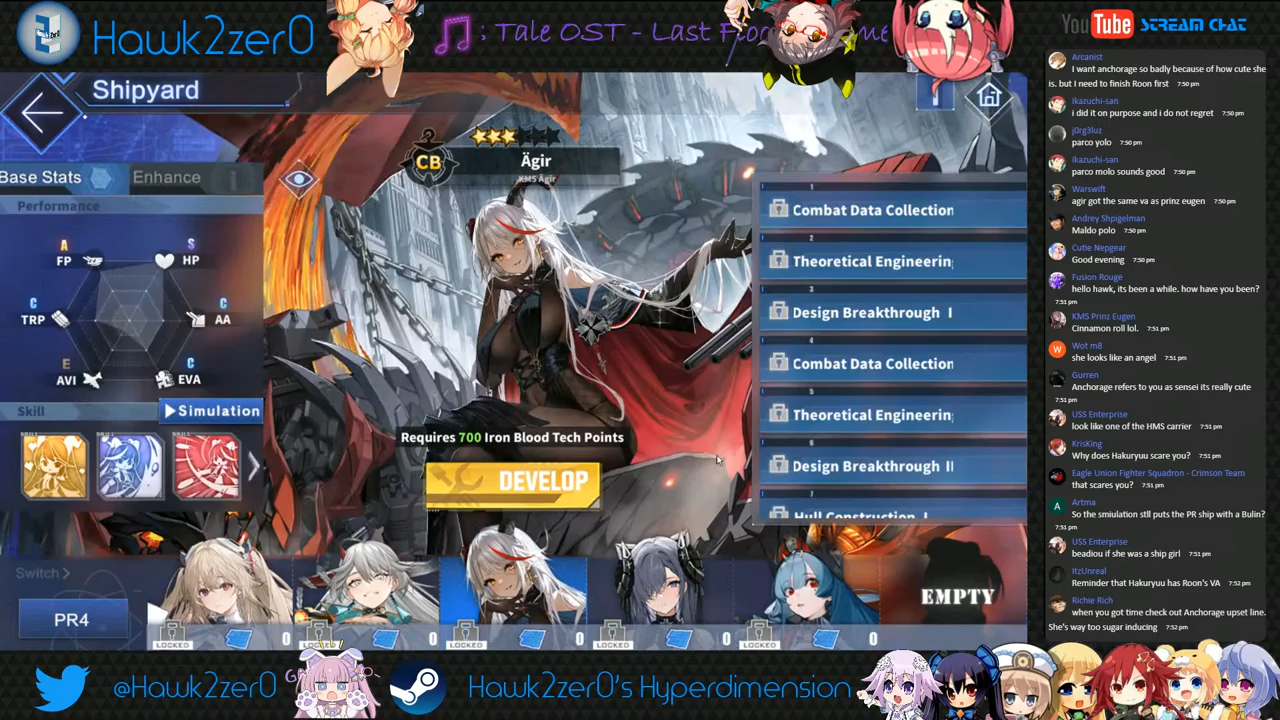 Hawk2zer0
: Tale OST - Last
YouTube STREAM CHAT
Shipyard
Base Stats
Enhance
Performance
A
FP
S
HP
C
TRP
C
AA
E
AVI
C
EVA
Skill
Simulation
CB
Ägir
KMS Ägir
Requires 700 Iron Blood Tech Points
DEVELOP
1
Combat Data Collection
2
Theoretical Engineerin
3
Design Breakthrough I
4
Combat Data Collection
5
Theoretical Engineerin
6
Design Breakthrough II
7
Hull Construction I
Switch >
PR4
LOCKED 0
LOCKED 0
LOCKED 0
LOCKED 0
LOCKED 0
EMPTY
@Hawk2zer0
Hawk2zer0's Hyperdimension
Arcanist
I want anchorage so badly because of how cute she
is. but I need to finish Roon first 7:50 pm
Ikazuchi-san
i did it on purpose and i do not regret 7:50 pm
j0rg3luz
parco yolo 7:50 pm
ikazuchi-san
parco molo sounds good 7:50 pm
Warswift
agir got the same va as prinz eugen 7:50 pm
Andrey Shpigelman
Maldo polo 7:50 pm
Cutie Nepgear
Good evening 7:50 pm
Fusion Rouge
hello hawk, its been a while. how have you been?
7:51 pm
KMS Prinz Eugen
Cinnamon roll lol. 7:51 pm
Wot m8
she looks like an angel 7:51 pm
Gurren
Anchorage refers to you as sensei its really cute
7:51 pm
USS Enterprise
look like one of the HMS carrier 7:51 pm
KrisKing
Why does Hakuryuu scare you? 7:51 pm
Eagle Union Fighter Squadron - Crimson Team
that scares you? 7:51 pm
Artma
So the smiulation stll puts the PR ship with a Bulin?
7:51 pm
USS Enterprise
beadiou if she was a ship girl 7:51 pm
ItzUnreal
Reminder that Hakuryuu has Roon's VA 7:52 pm
Richie Rich
when you got time check out Anchorage upset line.
She's way too sugar inducing 7:52 pm